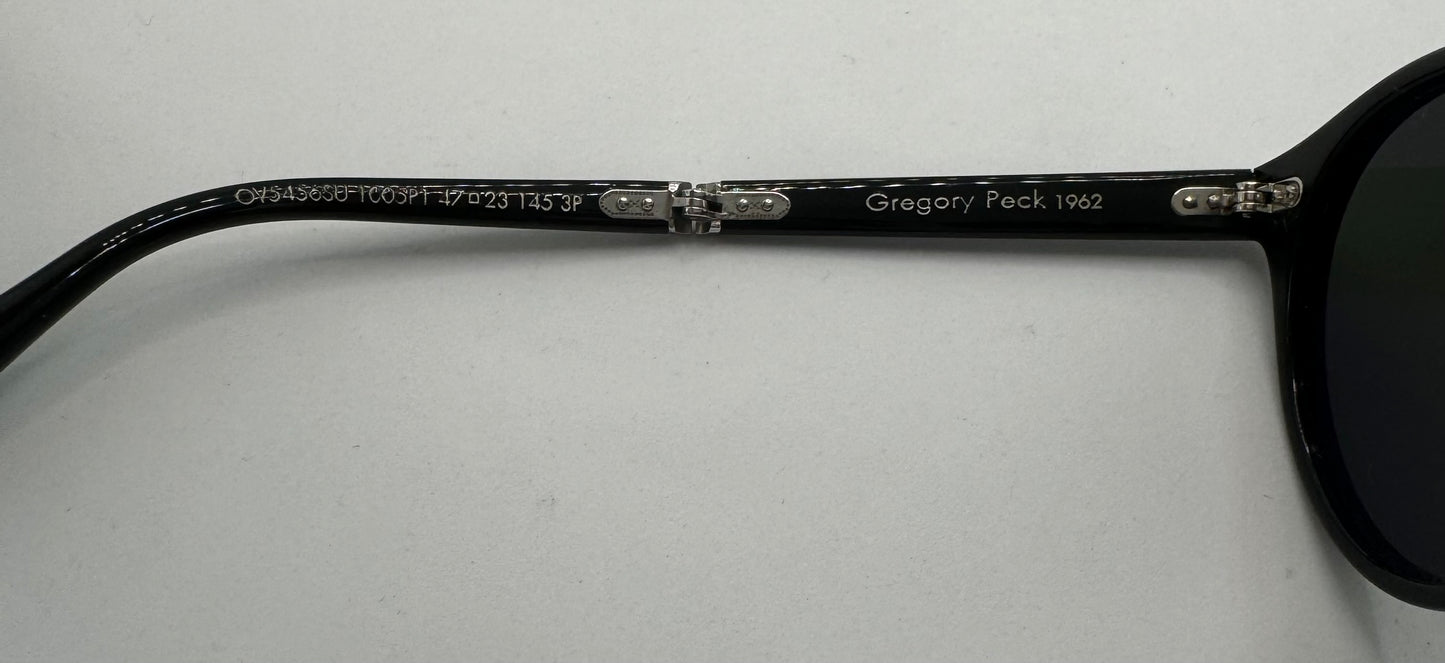 OV5456SU 1005P1 47□23 145 3P
Gregory Peck 1962